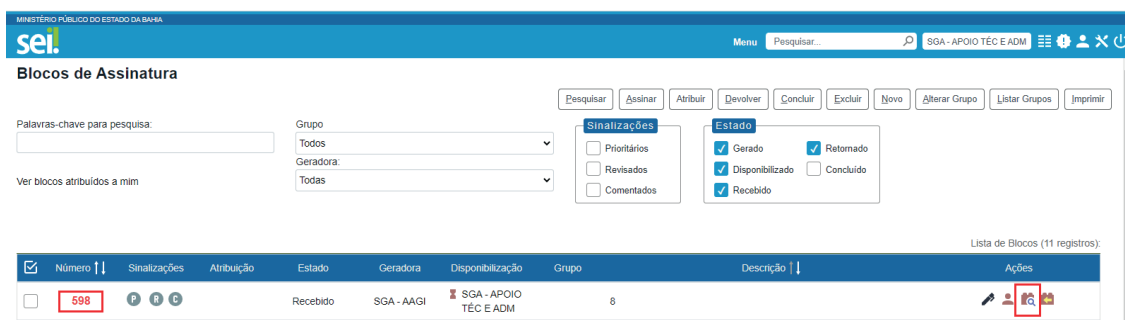 MINISTÉRIO PÚBLICO DO ESTADO DA BAHIA
sei!
Menu
Pesquisar...
SGA - APOIO TÉC E ADM
Blocos de Assinatura
Pesquisar
Assinar
Atribuir
Devolver
Concluir
Excluir
Novo
Alterar Grupo
Listar Grupos
Imprimir
Palavras-chave para pesquisa:
Grupo
Todos
Geradora:
Todas
Ver blocos atribuídos a mim
Sinalizações
Prioritários
Revisados
Comentados
Estado
Gerado
Retornado
Disponibilizado
Concluído
Recebido
Lista de Blocos (11 registros):
Número
Sinalizações
Atribuição
Estado
Geradora
Disponibilização
Grupo
Descrição
Ações
598
P R C
Recebido
SGA - AAGI
SGA - APOIO
TÉC E ADM
8